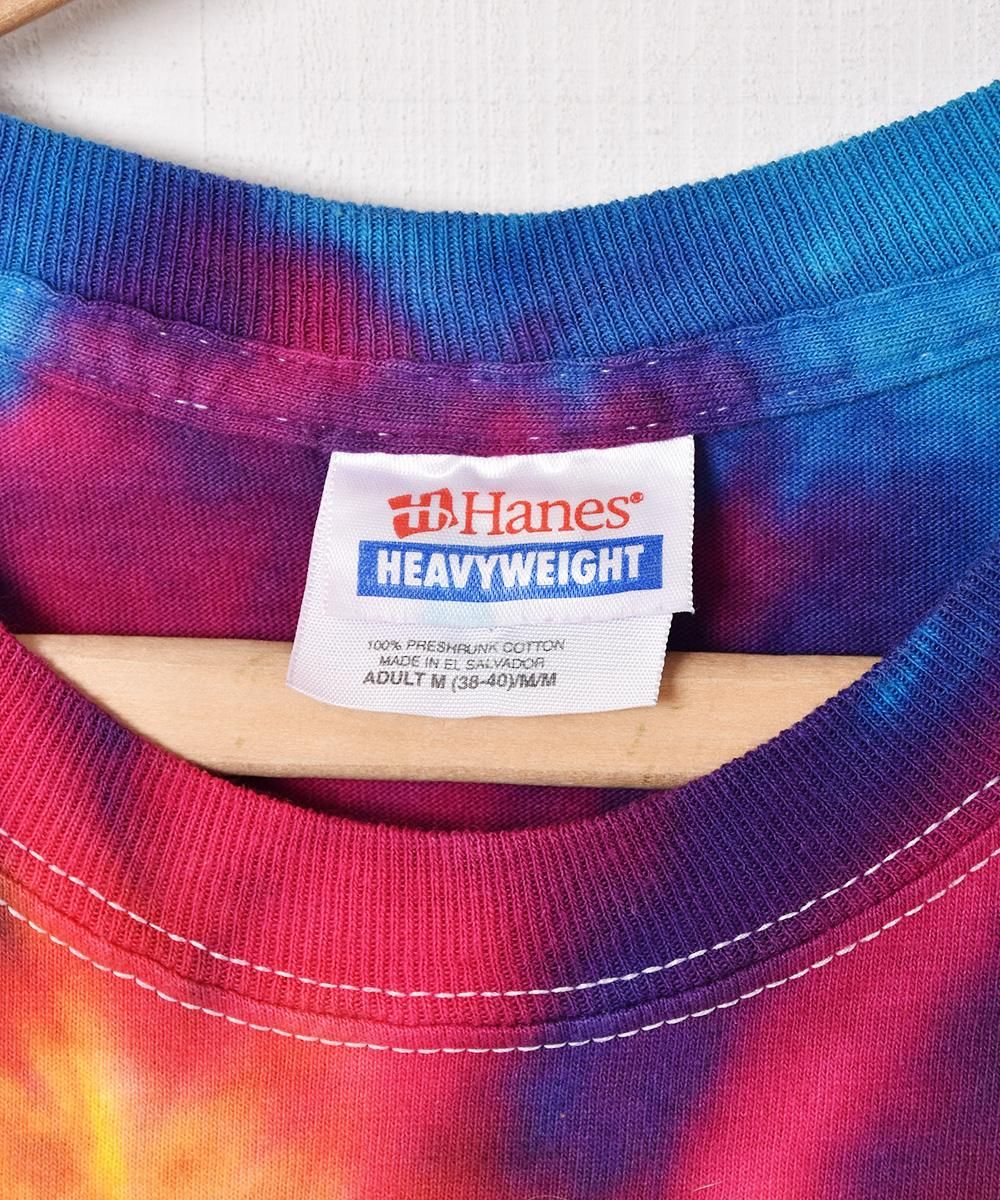 Hanes®
HEAVYWEIGHT
100% PRESHRUNK COTTON
MADE IN EL SALVADOR
ADULT M (38-40)/M/M